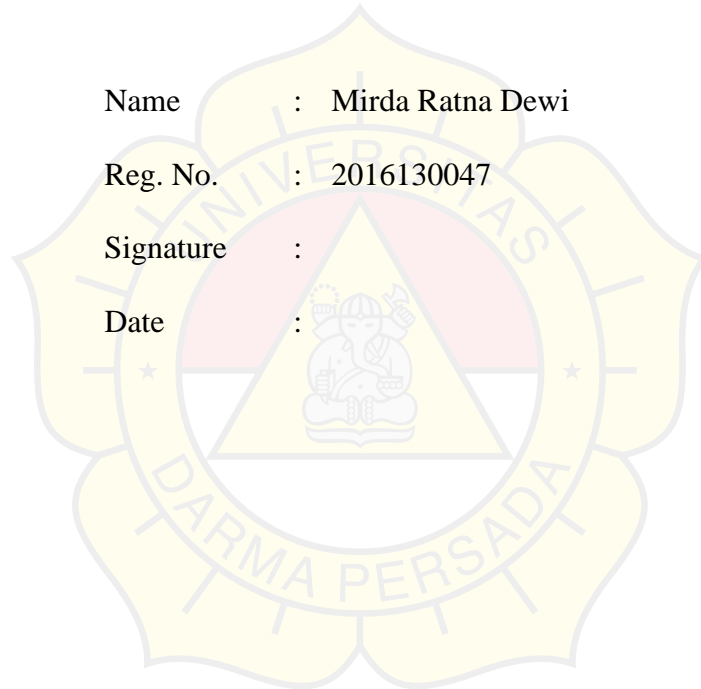 Name : Mirda Ratna Dewi
Reg. No. : 2016130047
Signature :
Date :
UNIVERSITAS
DARMA PERSADA